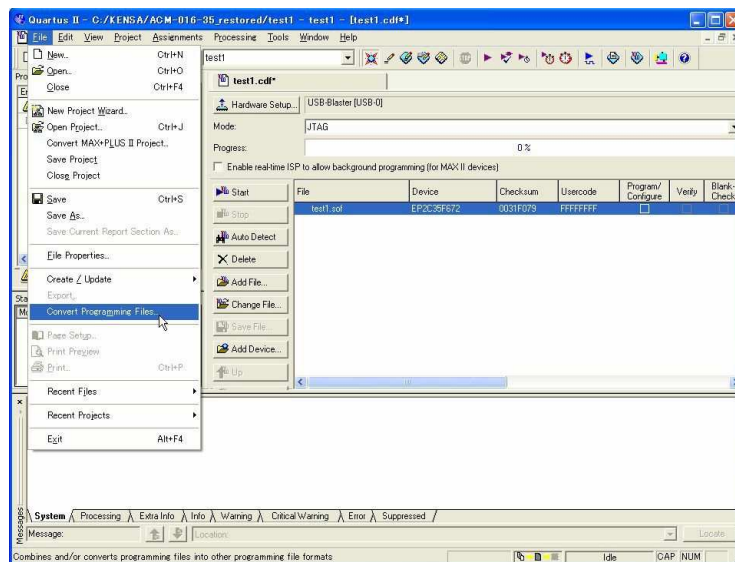 Quartus II - C:/KENSA/ACM-016-35_restored/test1 - test1 - [test1.cdf*]
File Edit View Project Assignments Processing Tools Window Help
New... Ctrl+N
Open... Ctrl+O
Close Ctrl+F4
New Project Wizard...
Open Project... Ctrl+J
Convert MAX+PLUS II Project...
Save Project
Close Project
Save Ctrl+S
Save As...
Save Current Report Section As...
File Properties...
Create / Update
Export...
Convert Programming Files...
Page Setup...
Print Preview
Print... Ctrl+P
Recent Files
Recent Projects
Exit Alt+F4
test1
test1.cdf*
Hardware Setup... USB-Blaster [USB-0]
Mode: JTAG
Progress: 0 %
Enable real-time ISP to allow background programming (for MAX II devices)
Start
Stop
Auto Detect
Delete
Add File...
Change File...
Save File
Add Device...
Up
File Device Checksum Usercode Program/Configure Verify Blank-Check
test1.sof EP2C35F672 0031F079 FFFFFFFF
Messages
System Processing Extra Info Info Warning Critical Warning Error Suppressed
Message: Location: Locate
Combines and/or converts programming files into other programming file formats Idle CAP NUM